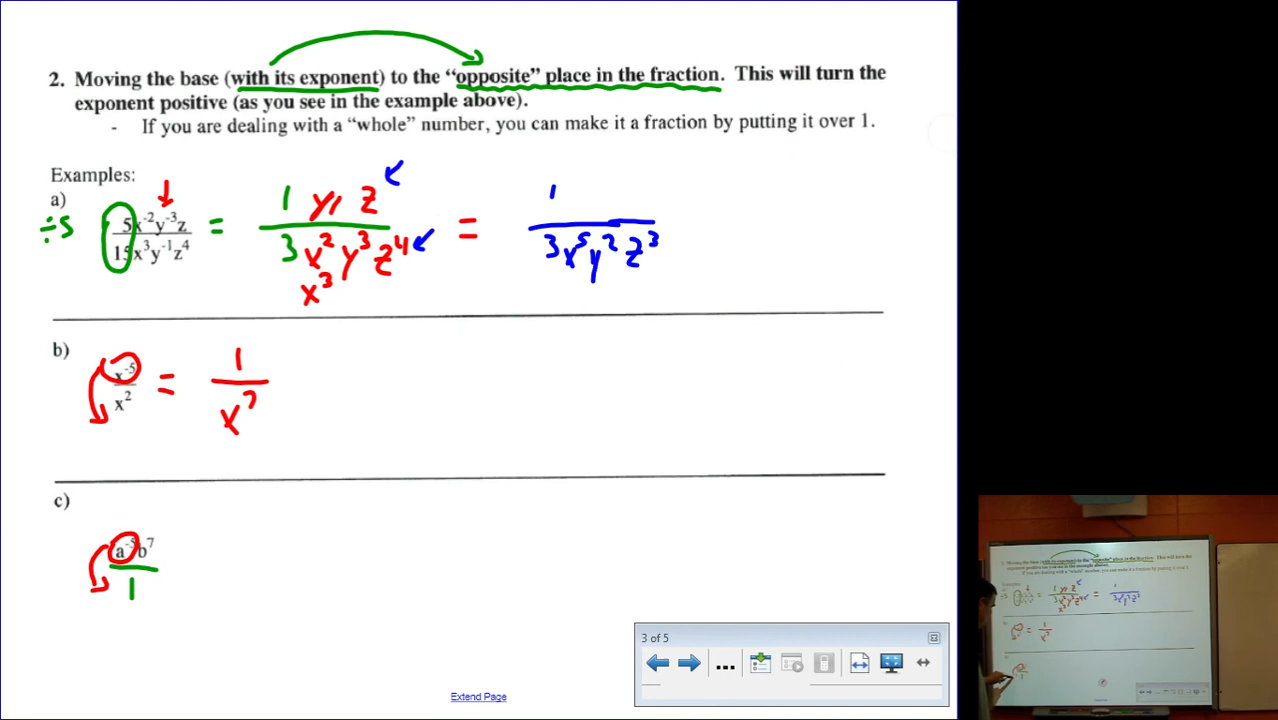 2. Moving the base (with its exponent) to the “opposite” place in the fraction. This will turn the
exponent positive (as you see in the example above).
- If you are dealing with a “whole” number, you can make it a fraction by putting it over 1.
Examples:
a)
÷5 5x⁻²y⁻³z / 15x³y⁻¹z⁴ = 1 y¹ z / 3 x² y³ z⁴ x³ = 1 / 3x⁵y²z³
b)
x⁻⁵ / x² = 1 / x⁷
c)
a⁻⁵b⁷ / 1
3 of 5
...
Extend Page